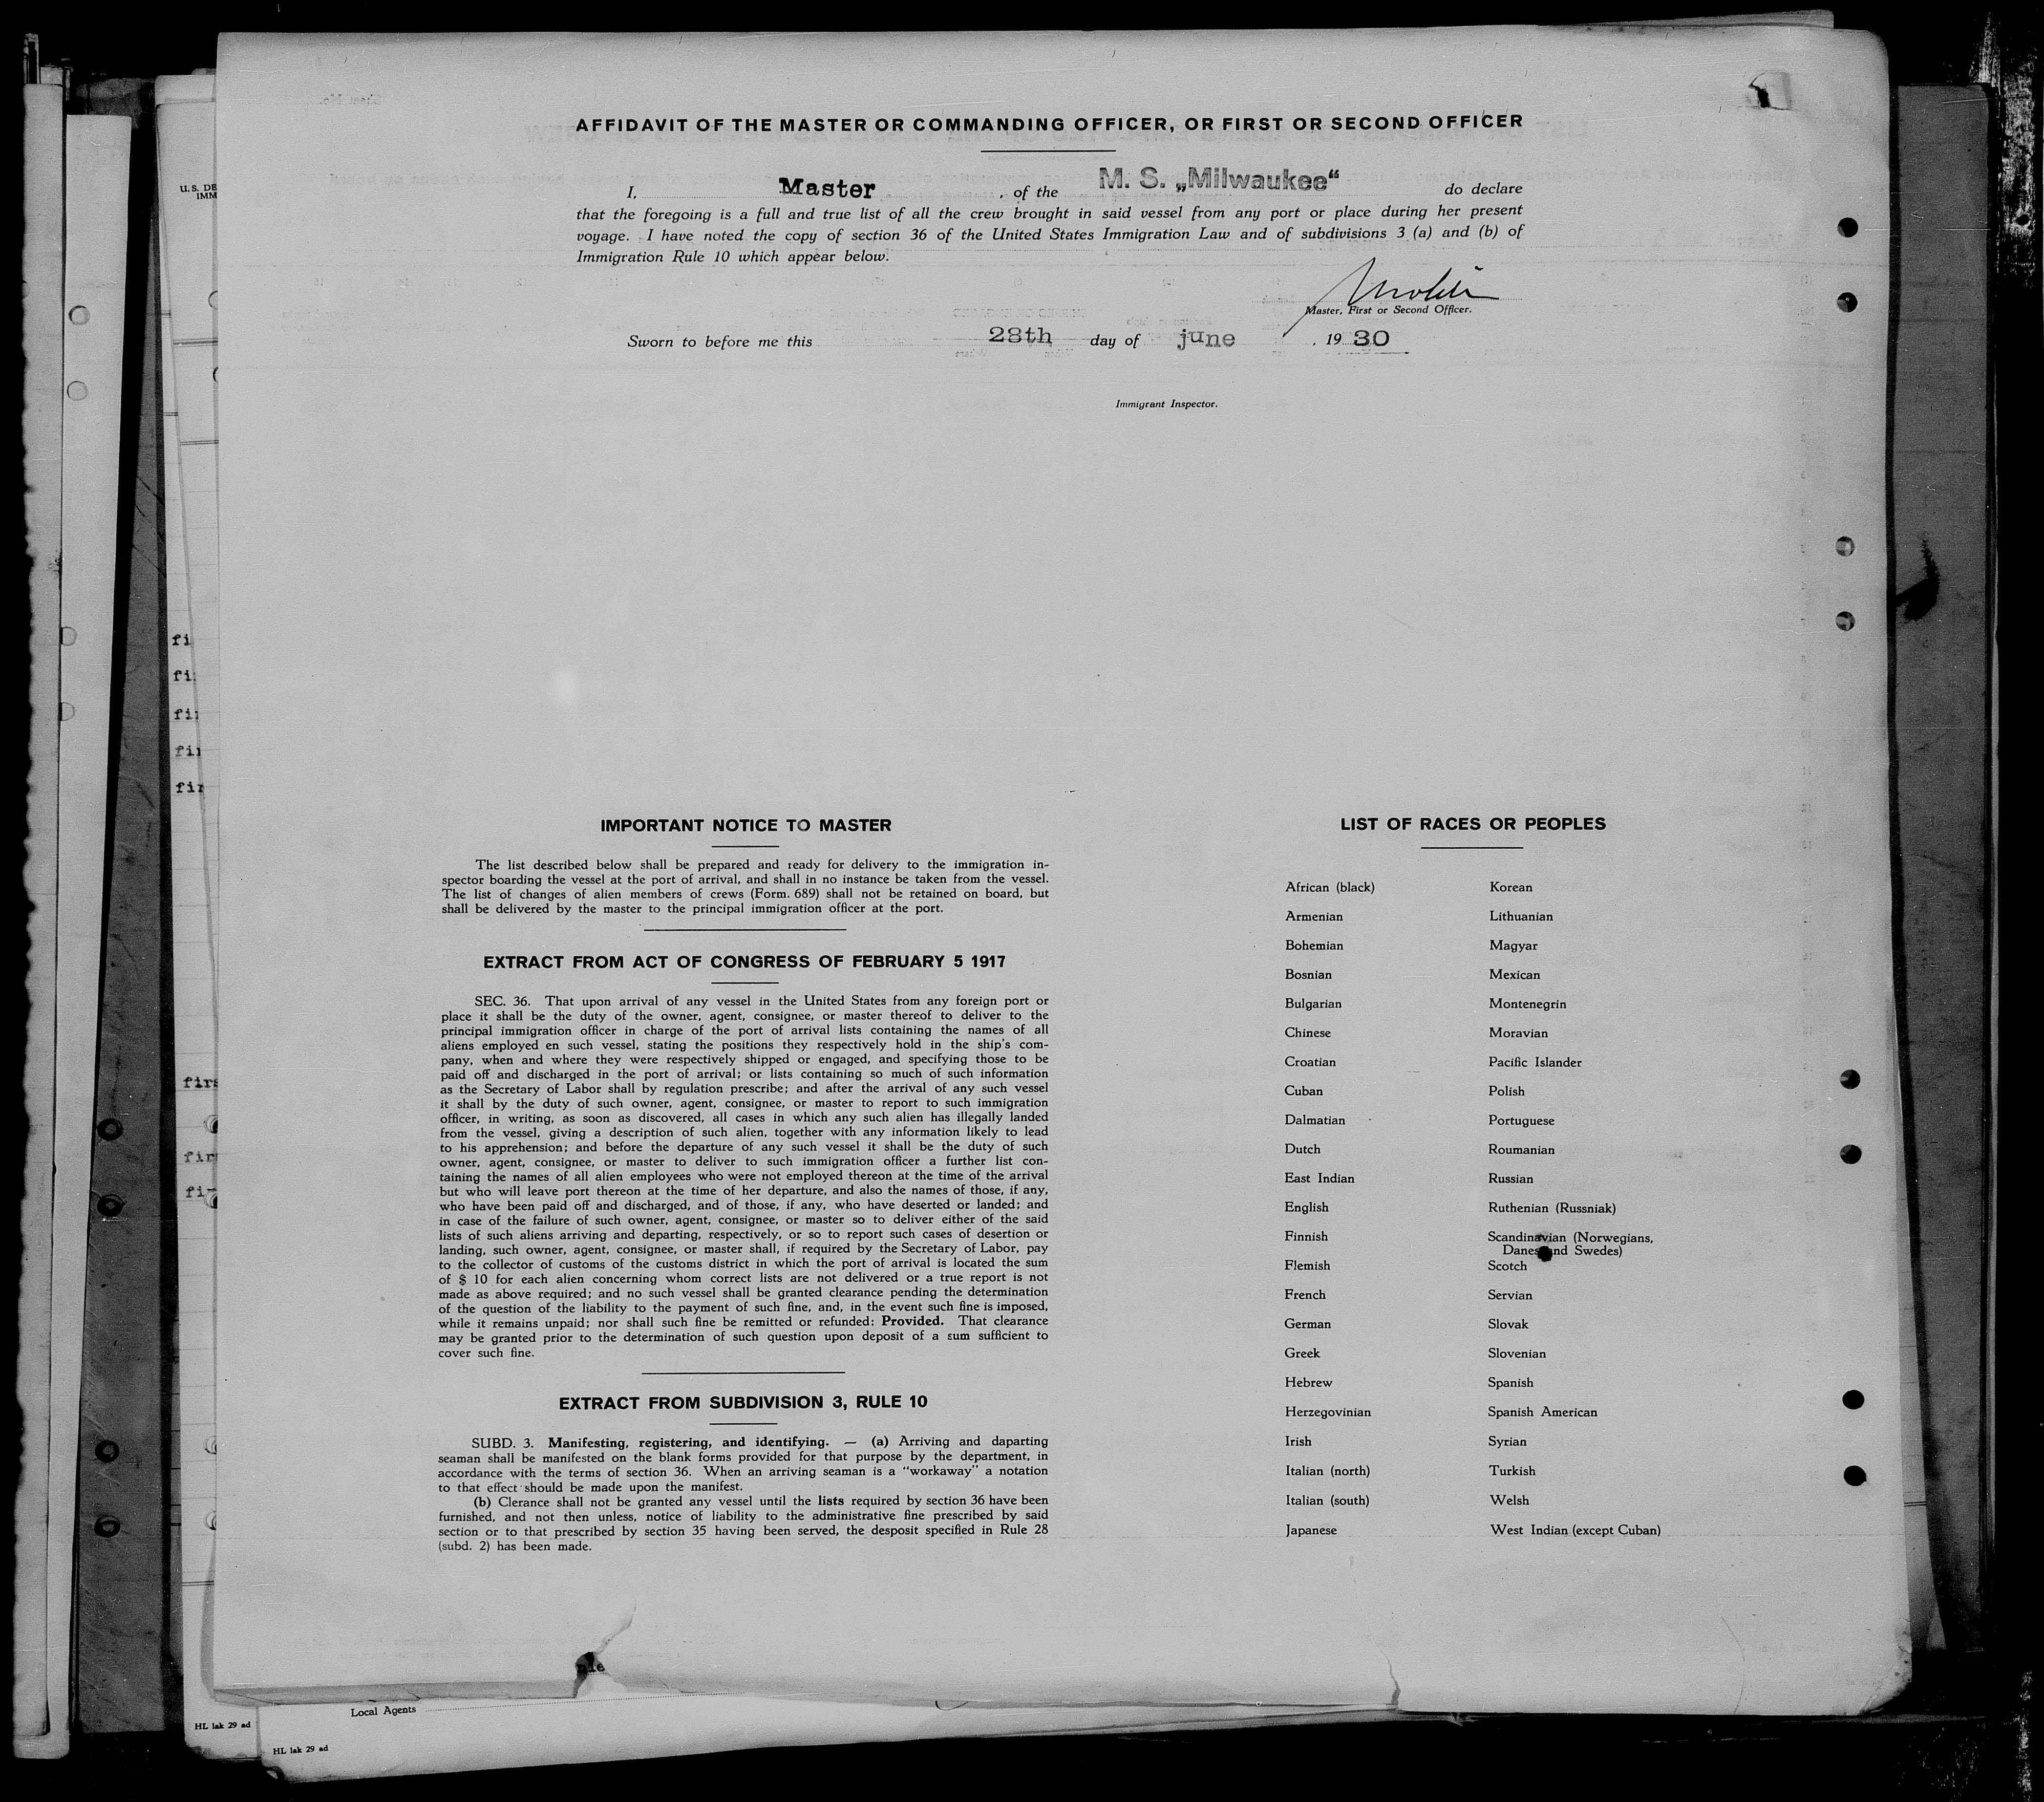 AFFIDAVIT OF THE MASTER OR COMMANDING OFFICER, OR FIRST OR SECOND OFFICER
I, Master, of the M. S. „Milwaukee“ do declare
that the foregoing is a full and true list of all the crew brought in said vessel from any port or place during her present
voyage. I have noted the copy of section 36 of the United States Immigration Law and of subdivisions 3 (a) and (b) of
Immigration Rule 10 which appear below.
Master, First or Second Officer.
Sworn to before me this 28th day of june, 19 30
Immigrant Inspector.
IMPORTANT NOTICE TO MASTER
The list described below shall be prepared and ready for delivery to the immigration in-
spector boarding the vessel at the port of arrival, and shall in no instance be taken from the vessel.
The list of changes of alien members of crews (Form. 689) shall not be retained on board, but
shall be delivered by the master to the principal immigration officer at the port.
EXTRACT FROM ACT OF CONGRESS OF FEBRUARY 5 1917
SEC. 36. That upon arrival of any vessel in the United States from any foreign port or
place it shall be the duty of the owner, agent, consignee, or master thereof to deliver to the
principal immigration officer in charge of the port of arrival lists containing the names of all
aliens employed en such vessel, stating the positions they respectively hold in the ship's com-
pany, when and where they were respectively shipped or engaged, and specifying those to be
paid off and discharged in the port of arrival; or lists containing so much of such information
as the Secretary of Labor shall by regulation prescribe; and after the arrival of any such vessel
it shall by the duty of such owner, agent, consignee, or master to report to such immigration
officer, in writing, as soon as discovered, all cases in which any such alien has illegally landed
from the vessel, giving a description of such alien, together with any information likely to lead
to his apprehension; and before the departure of any such vessel it shall be the duty of such
owner, agent, consignee, or master to deliver to such immigration officer a further list con-
taining the names of all alien employees who were not employed thereon at the time of the arrival
but who will leave port thereon at the time of her departure, and also the names of those, if any,
who have been paid off and discharged, and of those, if any, who have deserted or landed; and
in case of the failure of such owner, agent, consignee, or master so to deliver either of the said
lists of such aliens arriving and departing, respectively, or so to report such cases of desertion or
landing, such owner, agent, consignee, or master shall, if required by the Secretary of Labor, pay
to the collector of customs of the customs district in which the port of arrival is located the sum
of $ 10 for each alien concerning whom correct lists are not delivered or a true report is not
made as above required; and no such vessel shall be granted clearance pending the determination
of the question of the liability to the payment of such fine, and, in the event such fine is imposed,
while it remains unpaid; nor shall such fine be remitted or refunded: Provided. That clearance
may be granted prior to the determination of such question upon deposit of a sum sufficient to
cover such fine.
EXTRACT FROM SUBDIVISION 3, RULE 10
SUBD. 3. Manifesting, registering, and identifying. — (a) Arriving and daparting
seaman shall be manifested on the blank forms provided for that purpose by the department, in
accordance with the terms of section 36. When an arriving seaman is a "workaway" a notation
to that effect should be made upon the manifest.
(b) Clerance shall not be granted any vessel until the lists required by section 36 have been
furnished, and not then unless, notice of liability to the administrative fine prescribed by said
section or to that prescribed by section 35 having been served, the desposit specified in Rule 28
(subd. 2) has been made.
LIST OF RACES OR PEOPLES
African (black)
Armenian
Bohemian
Bosnian
Bulgarian
Chinese
Croatian
Cuban
Dalmatian
Dutch
East Indian
English
Finnish
Flemish
French
German
Greek
Hebrew
Herzegovinian
Irish
Italian (north)
Italian (south)
Japanese
Korean
Lithuanian
Magyar
Mexican
Montenegrin
Moravian
Pacific Islander
Polish
Portuguese
Roumanian
Russian
Ruthenian (Russniak)
Scandinavian (Norwegians,
Danes and Swedes)
Scotch
Servian
Slovak
Slovenian
Spanish
Spanish American
Syrian
Turkish
Welsh
West Indian (except Cuban)
U. S. DE
IMM
fi
fi
fir
fir
fir
firs
fir
fi
Local Agents
HL lak 29 ad
HL lak 29 ad